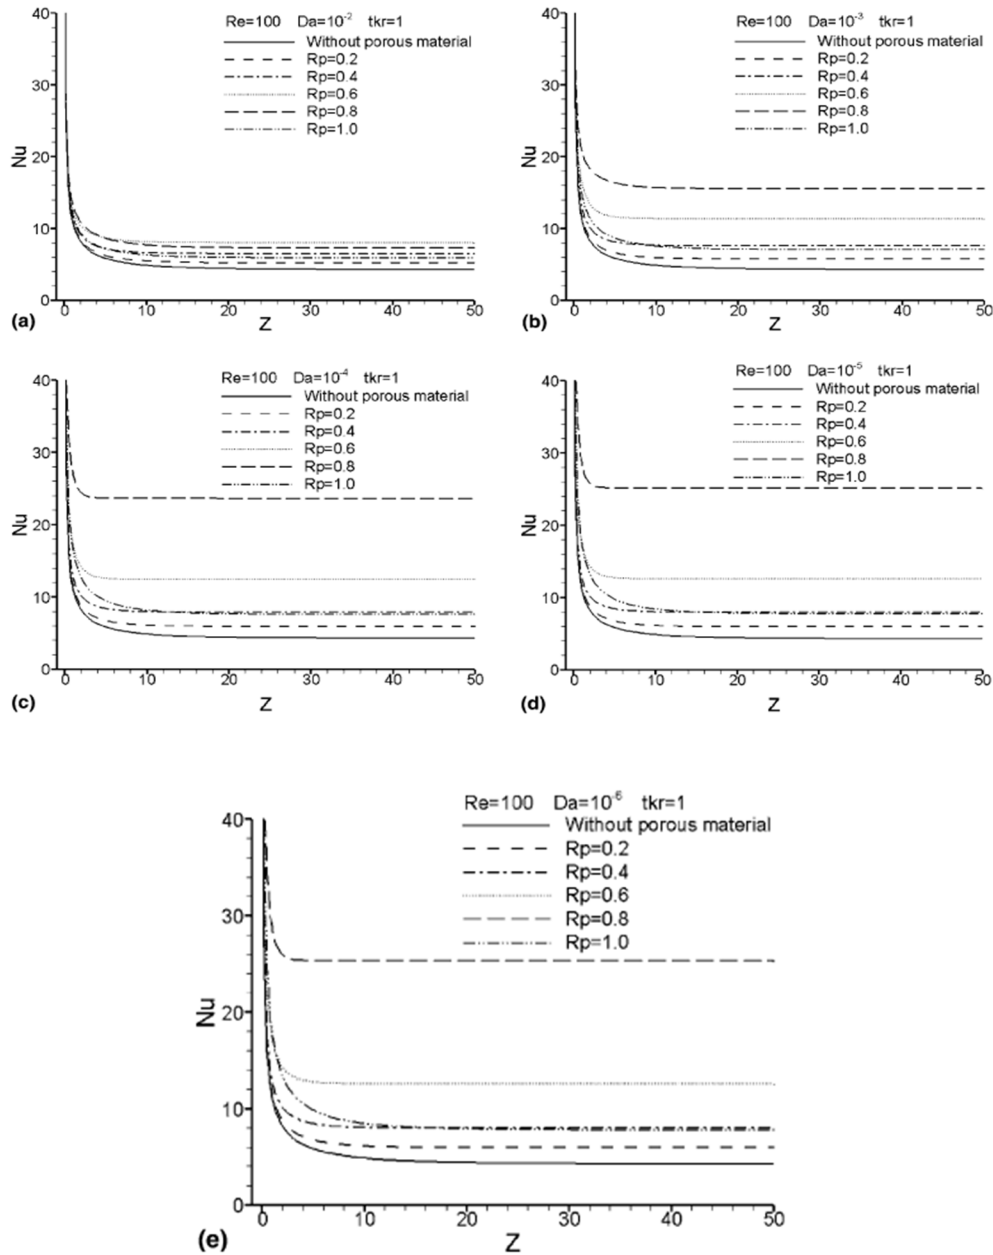 Re=100 Da=10-2 tkr=1
Without porous material
Rp=0.2
Rp=0.4
Rp=0.6
Rp=0.8
Rp=1.0
40
30
20
10
0
Nu
0 10 20 30 40 50
Z
(a)
Re=100 Da=10-3 tkr=1
Without porous material
Rp=0.2
Rp=0.4
Rp=0.6
Rp=0.8
Rp=1.0
40
30
20
10
0
Nu
0 10 20 30 40 50
Z
(b)
Re=100 Da=10-4 tkr=1
Without porous material
Rp=0.2
Rp=0.4
Rp=0.6
Rp=0.8
Rp=1.0
40
30
20
10
0
Nu
0 10 20 30 40 50
Z
(c)
Re=100 Da=10-5 tkr=1
Without porous material
Rp=0.2
Rp=0.4
Rp=0.6
Rp=0.8
Rp=1.0
40
30
20
10
0
Nu
0 10 20 30 40 50
Z
(d)
Re=100 Da=10-6 tkr=1
Without porous material
Rp=0.2
Rp=0.4
Rp=0.6
Rp=0.8
Rp=1.0
40
30
20
10
0
Nu
0 10 20 30 40 50
Z
(e)